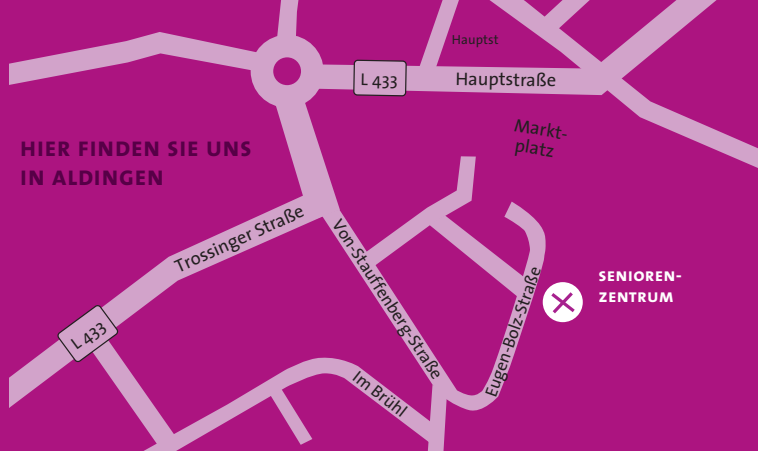 Hauptst
L 433
Hauptstraße
Markt-
platz
HIER FINDEN SIE UNS
IN ALDINGEN
Trossinger Straße
Von-Stauffenberg-Straße
SENIOREN-
ZENTRUM
Eugen-Bolz-Straße
L 433
Im Brühl